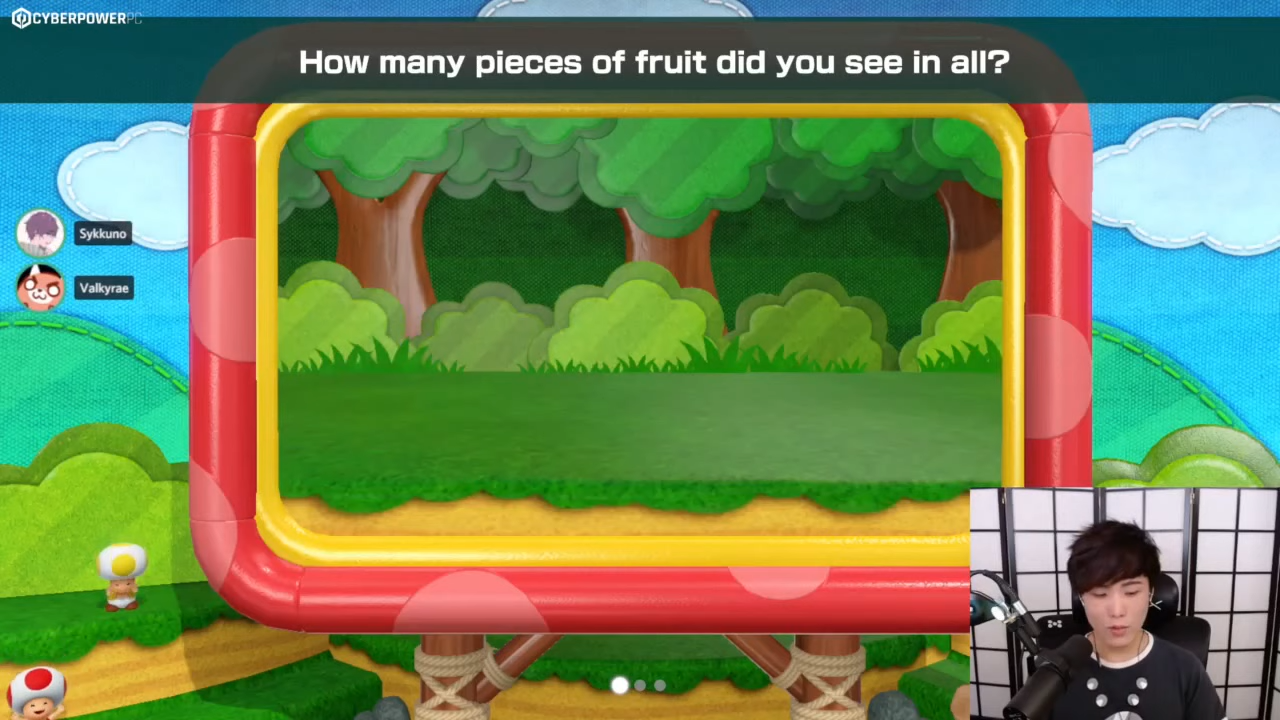 CYBERPOWERPC
How many pieces of fruit did you see in all?
Sykkuno
Valkyrae